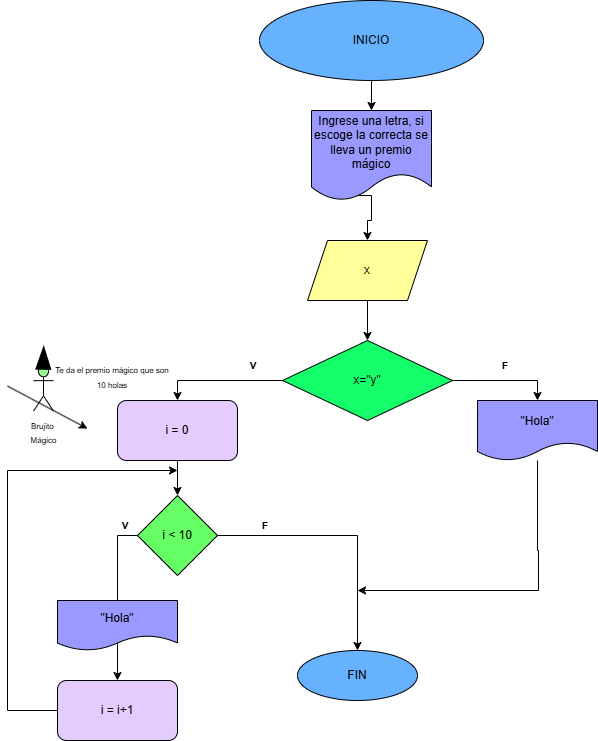 INICIO
Ingrese una letra, si
escoge la correcta se
lleva un premio
mágico
x
x="y"
V
F
Te da el premio mágico que son
10 holas
Brujito
Mágico
i = 0
"Hola"
i < 10
V
F
"Hola"
FIN
i = i+1